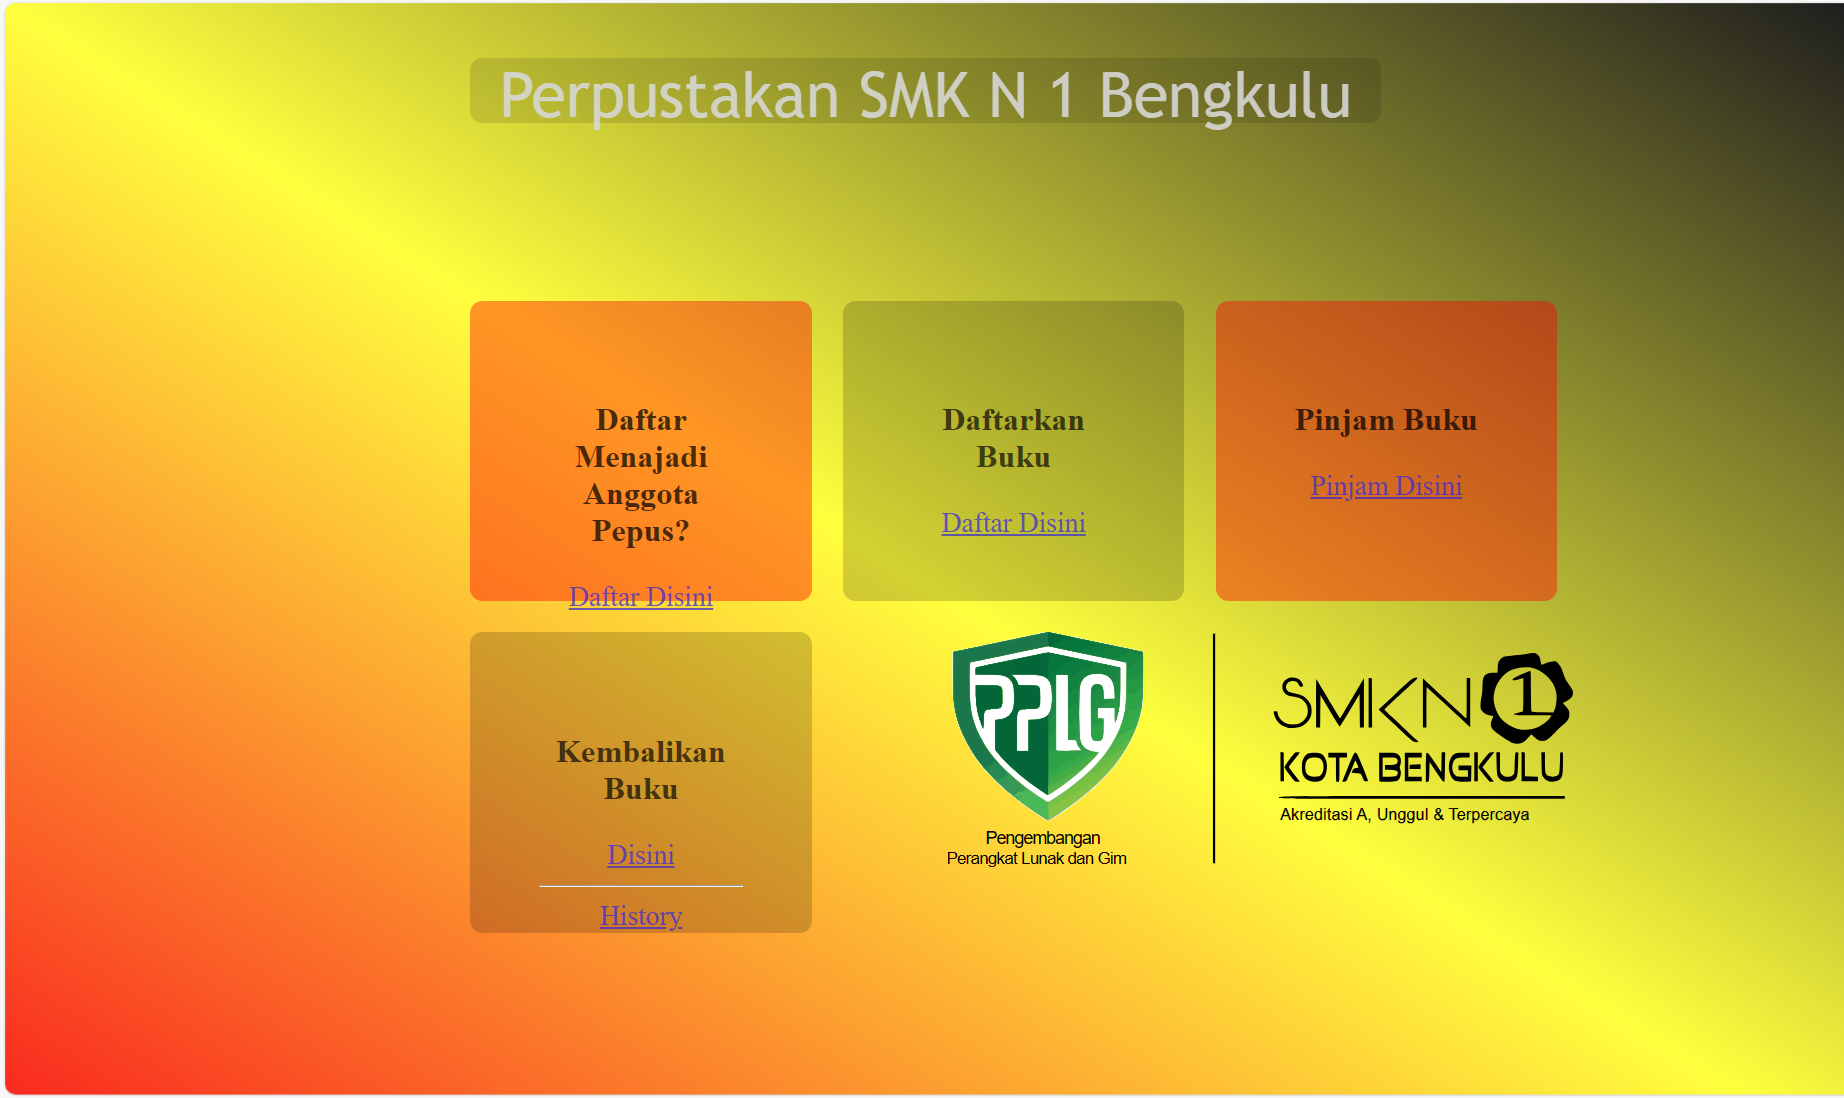 Perpustakan SMK N 1 Bengkulu
Daftar
Menajadi
Anggota
Pepus?
Daftar Disini
Daftarkan
Buku
Daftar Disini
Pinjam Buku
Pinjam Disini
Kembalikan
Buku
Disini
History
PPLG
Pengembangan
Perangkat Lunak dan Gim
SMKN 1
KOTA BENGKULU
Akreditasi A, Unggul & Terpercaya